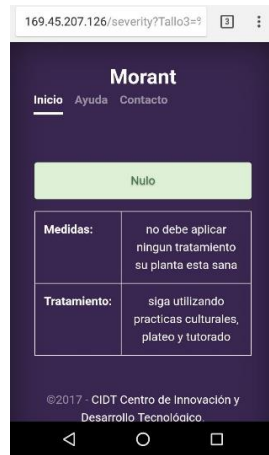 169.45.207.126/severity?Tallo3=
3
Morant
Inicio Ayuda Contacto
Nulo
Medidas:
no debe aplicar
ningun tratamiento
su planta esta sana
Tratamiento:
siga utilizando
practicas culturales,
plateo y tutorado
©2017 - CIDT Centro de Innovación y
Desarrollo Tecnológico.